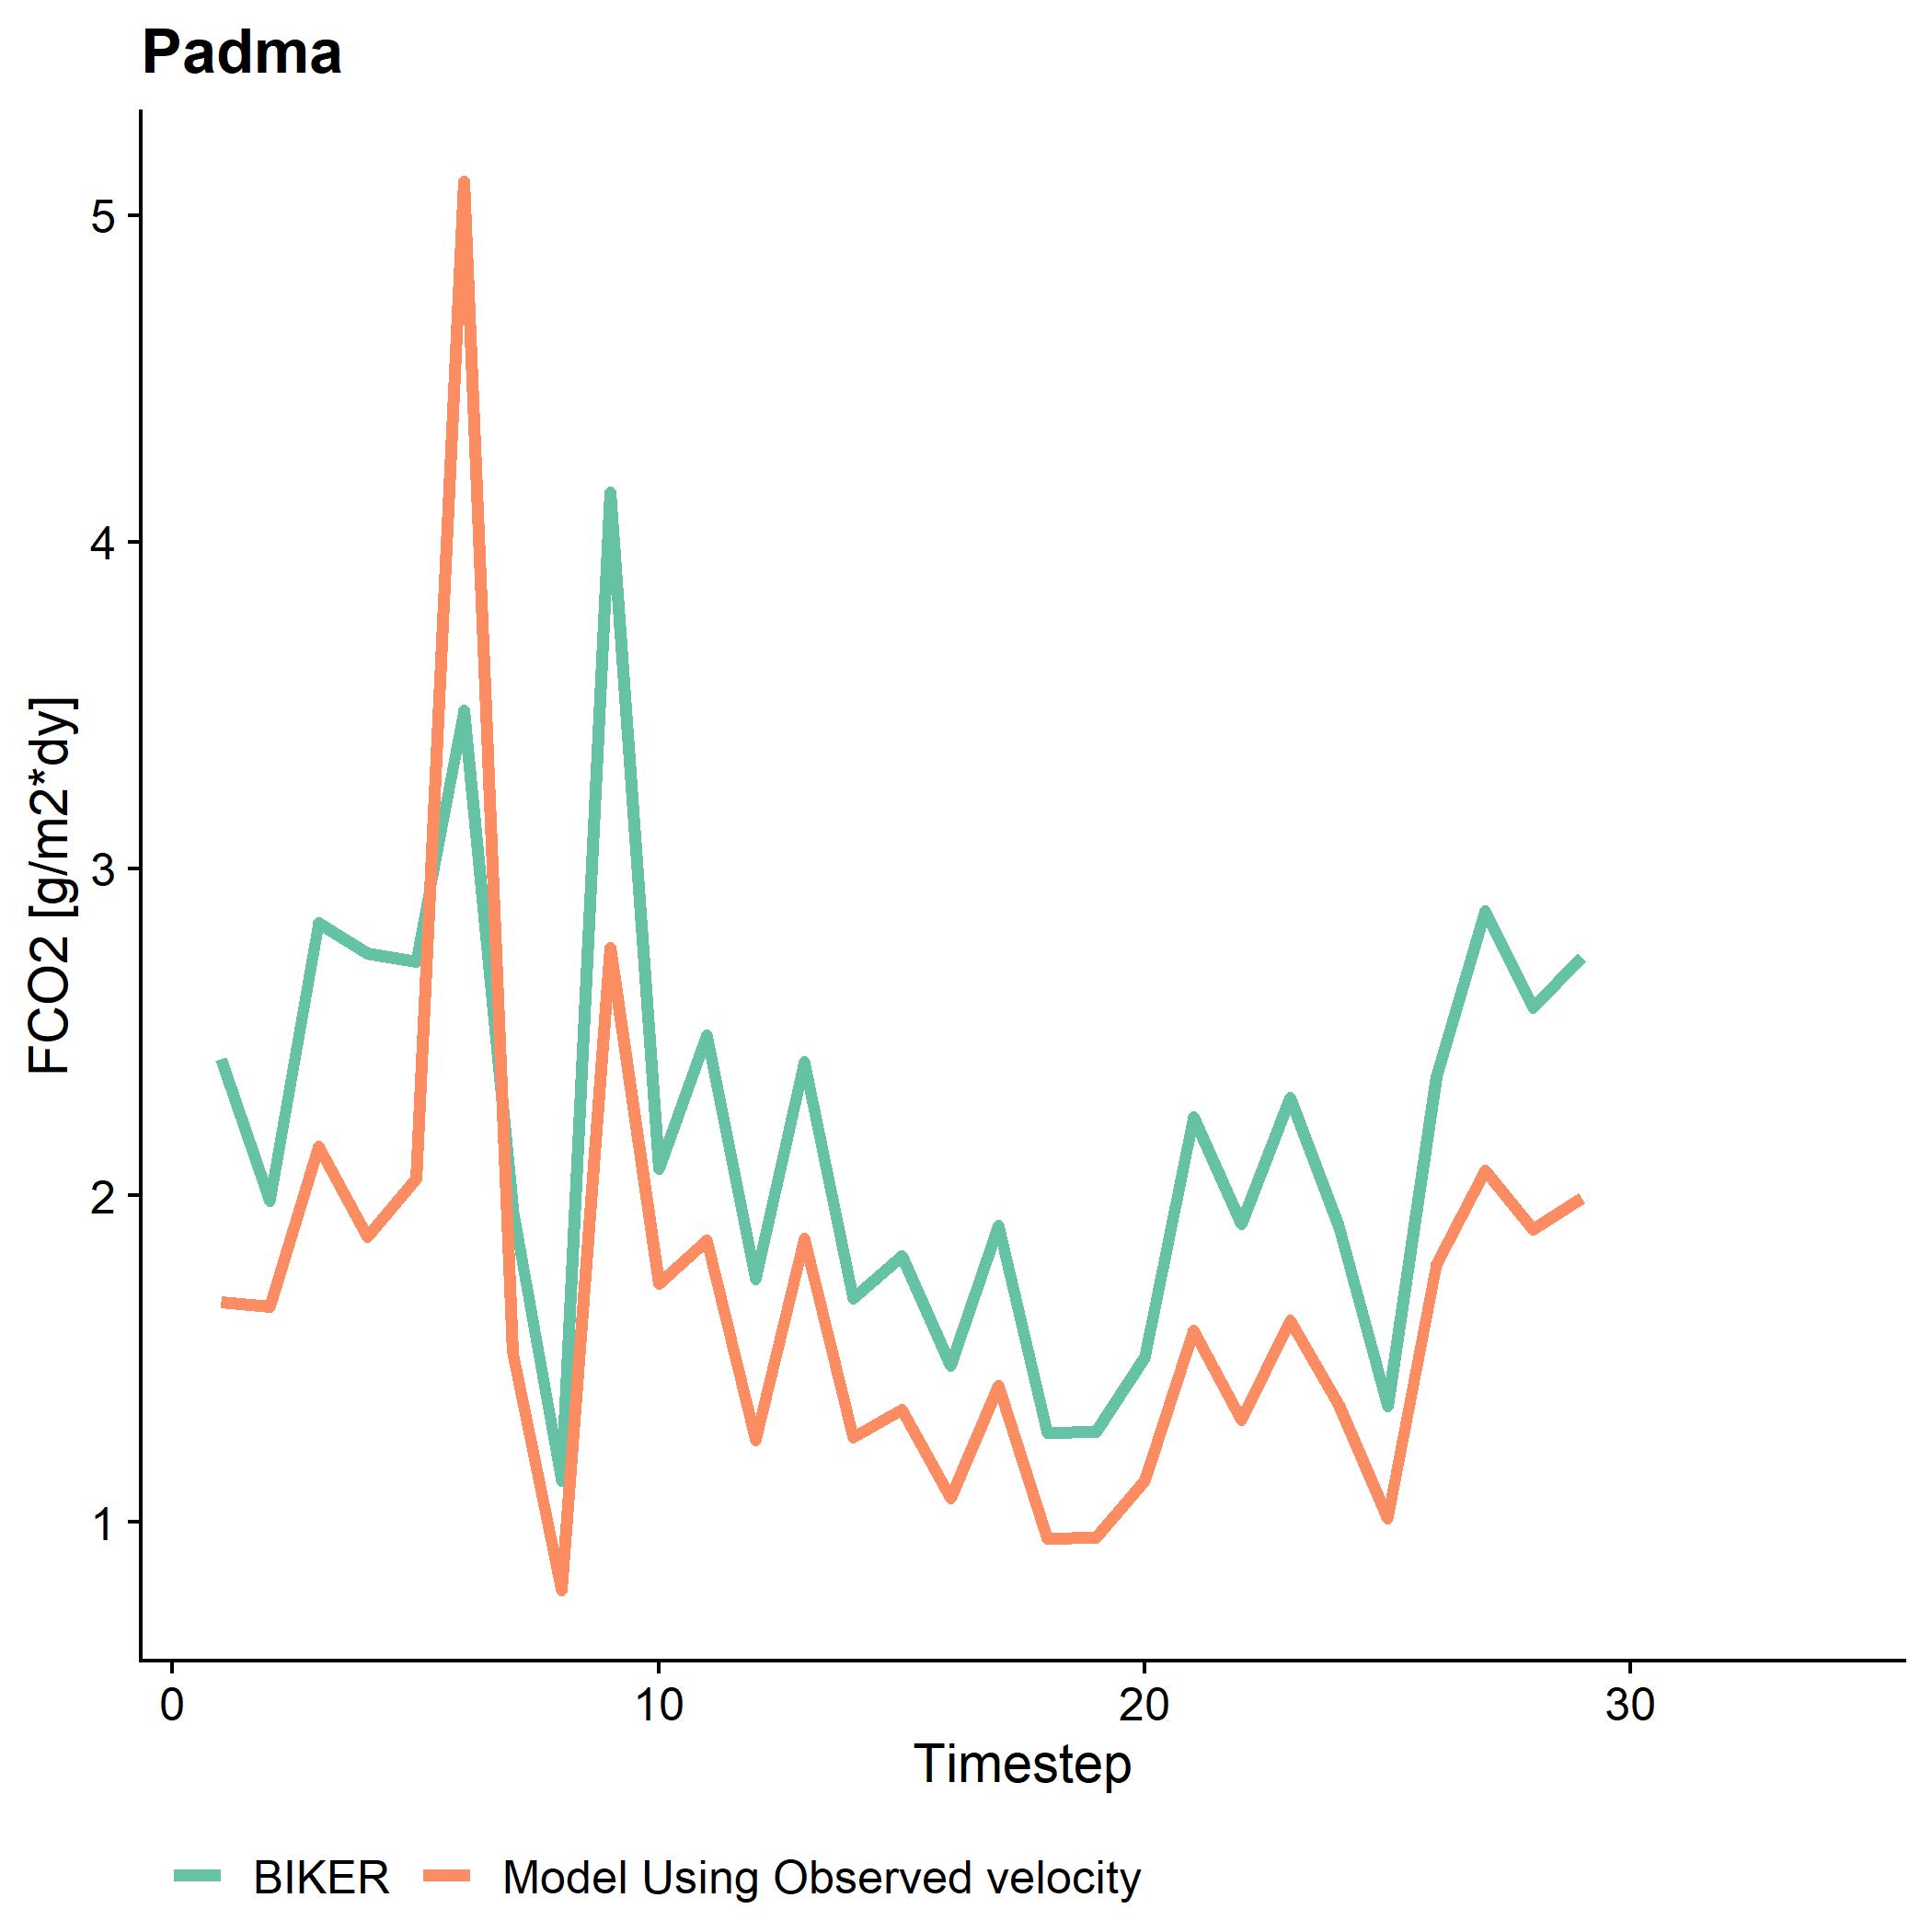 Padma
FCO2 [g/m2*dy]
5
4
3
2
1
0 10 20 30
Timestep
BIKER Model Using Observed velocity